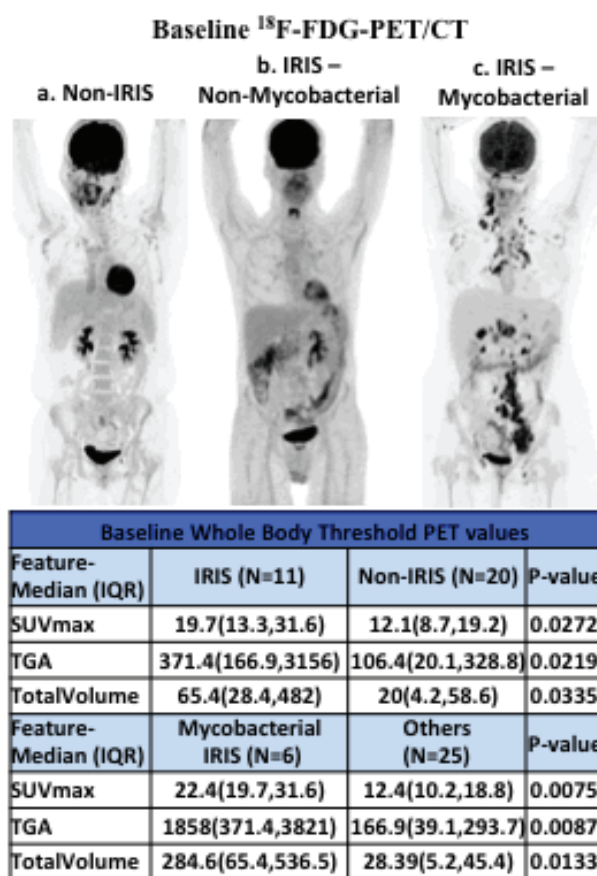 Baseline ¹⁸F-FDG-PET/CT
a. Non-IRIS
b. IRIS –
Non-Mycobacterial
c. IRIS –
Mycobacterial
Baseline Whole Body Threshold PET values
Feature-
Median (IQR) IRIS (N=11) Non-IRIS (N=20) P-value
SUVmax 19.7(13.3,31.6) 12.1(8.7,19.2) 0.0272
TGA 371.4(166.9,3156) 106.4(20.1,328.8) 0.0219
TotalVolume 65.4(28.4,482) 20(4.2,58.6) 0.0335
Feature-
Median (IQR) Mycobacterial
IRIS (N=6) Others
(N=25) P-value
SUVmax 22.4(19.7,31.6) 12.4(10.2,18.8) 0.0075
TGA 1858(371.4,3821) 166.9(39.1,293.7) 0.0087
TotalVolume 284.6(65.4,536.5) 28.39(5.2,45.4) 0.0133